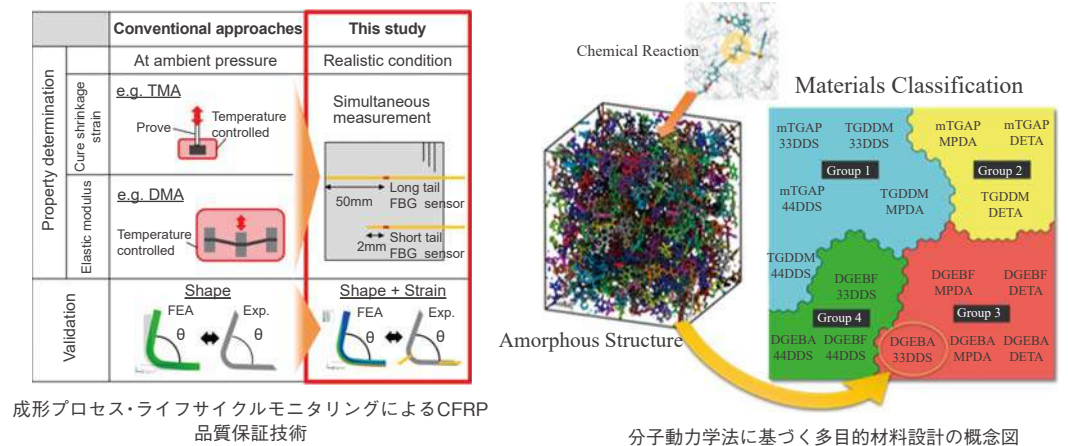 Conventional approaches
This study
At ambient pressure
Realistic condition
Property determination
Cure shrinkage
strain
e.g. TMA
Prove
Temperature
controlled
Simultaneous
measurement
Long tail
50mm
FBG sensor
Elastic modulus
e.g. DMA
Temperature
controlled
Short tail
2mm
FBG sensor
Validation
Shape
FEA
Exp.
θ
θ
Shape + Strain
FEA
Exp.
θ
θ
成形プロセス・ライフサイクルモニタリングによるCFRP
品質保証技術
Chemical Reaction
Amorphous Structure
Materials Classification
mTGAP
33DDS
TGDDM
33DDS
Group 1
mTGAP
44DDS
TGDDM
MPDA
TGDDM
44DDS
mTGAP
MPDA
mTGAP
DETA
Group 2
TGDDM
DETA
DGEBF
33DDS
Group 4
DGEBA
44DDS
DGEBF
44DDS
DGEBF
MPDA
DGEBF
DETA
Group 3
DGEBA
33DDS
DGEBA
MPDA
DGEBA
DETA
分子動力学法に基づく多目的材料設計の概念図